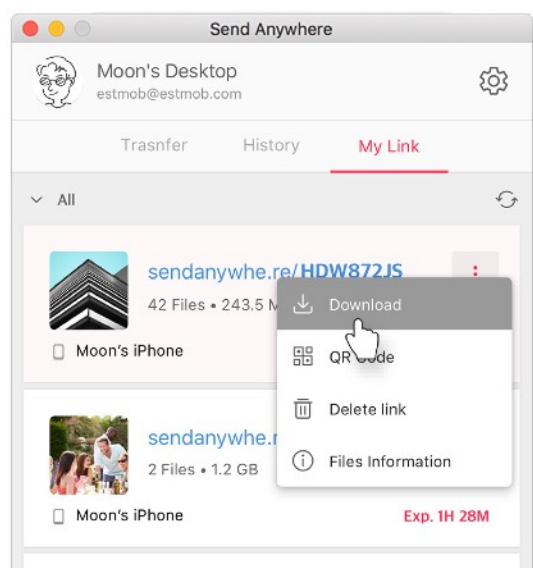 Send Anywhere
Moon's Desktop
estmob@estmob.com
Trasnfer History My Link
All
sendanywhe.re/HDW872JS
42 Files • 243.5 M
Download
Moon's iPhone
QR Code
Delete link
sendanywhe.r
2 Files • 1.2 GB
Files Information
Moon's iPhone
Exp. 1H 28M